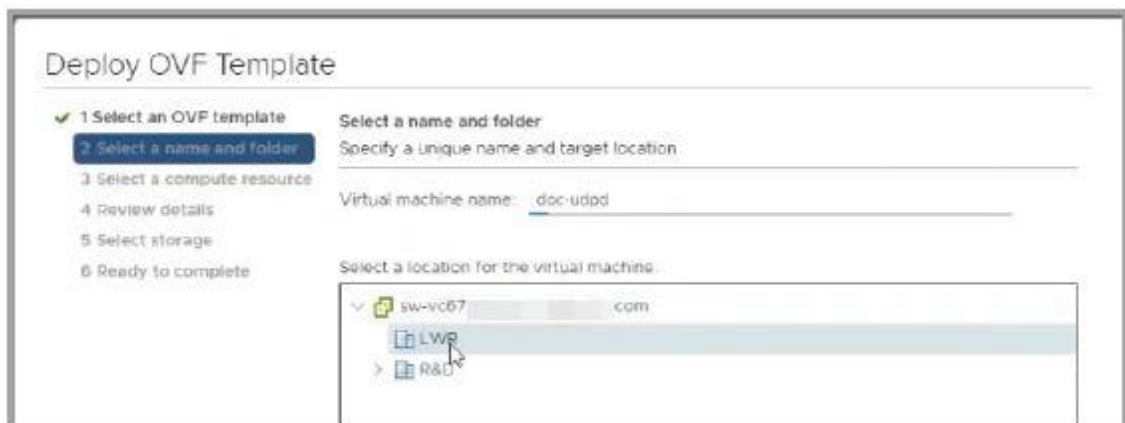 Deploy OVF Template
1 Select an OVF template
2 Select a name and folder
3 Select a compute resource
4 Review details
5 Select storage
6 Ready to complete
Select a name and folder
Specify a unique name and target location
Virtual machine name: doc-udpd
Select a location for the virtual machine.
sw-vc67 com
LWR
R&D